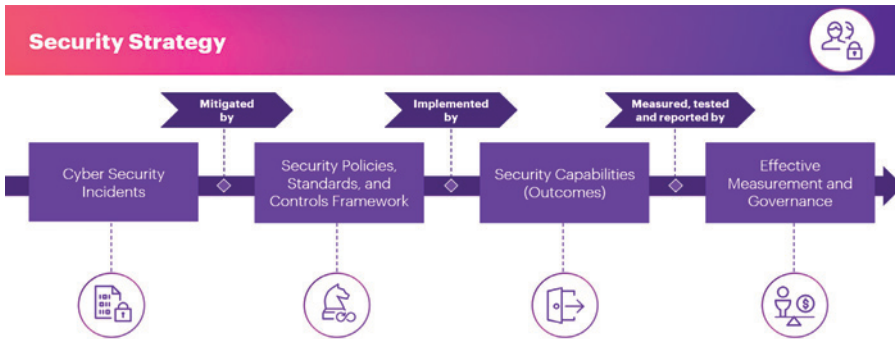 Security Strategy
Mitigated
by
Implemented
by
Measured, tested
and reported by
Cyber Security
Incidents
Security Policies,
Standards, and
Controls Framework
Security Capabilities
(Outcomes)
Effective
Measurement and
Governance